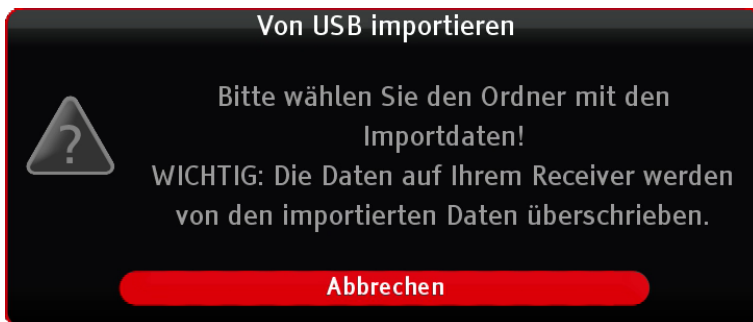 Von USB importieren
?
Bitte wählen Sie den Ordner mit den
Importdaten!
WICHTIG: Die Daten auf Ihrem Receiver werden
von den importierten Daten überschrieben.
Abbrechen